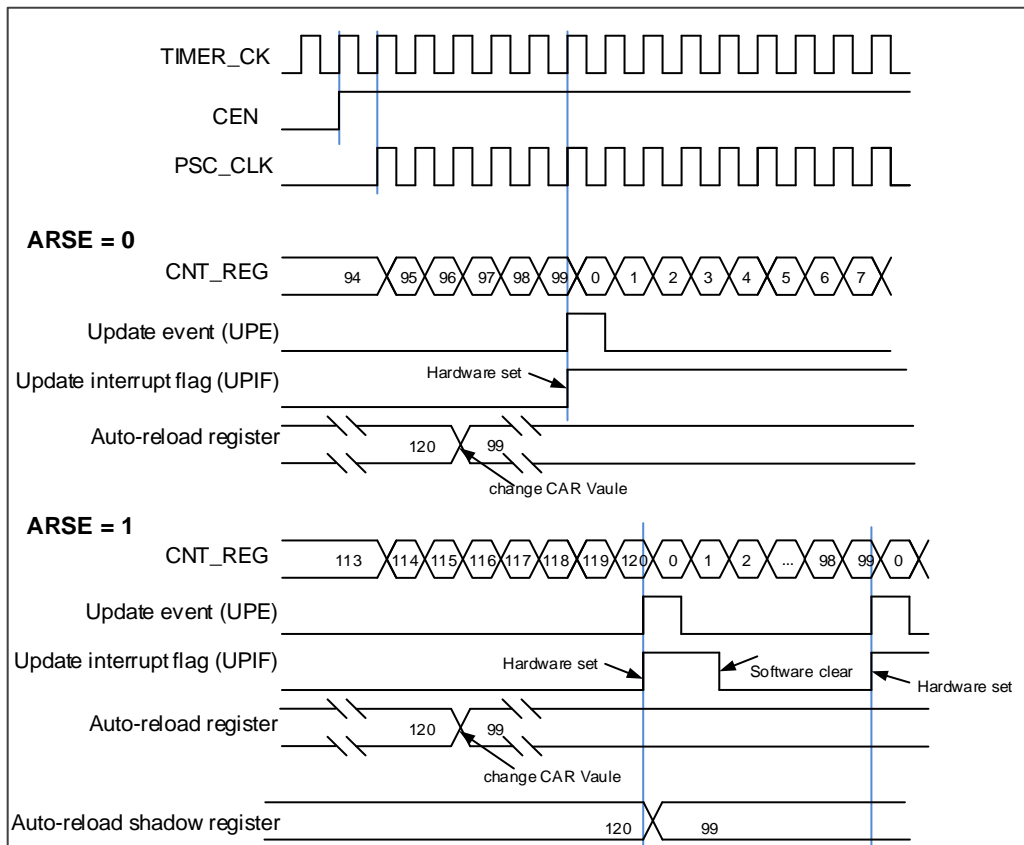 TIMER_CK
CEN
PSC_CLK
ARSE = 0
CNT_REG 94 95 96 97 98 99 0 1 2 3 4 5 6 7
Update event (UPE)
Update interrupt flag (UPIF) Hardware set
Auto-reload register 120 99
change CAR Vaule
ARSE = 1
CNT_REG 113 114 115 116 117 118 119 120 0 1 2 ... 98 99 0
Update event (UPE)
Update interrupt flag (UPIF) Hardware set Software clear Hardware set
Auto-reload register 120 99
change CAR Vaule
Auto-reload shadow register 120 99